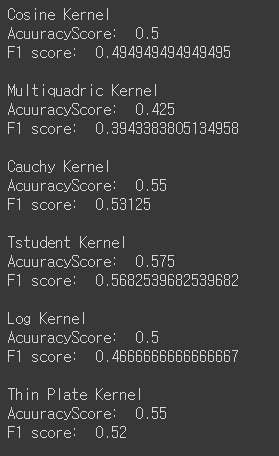 Cosine Kernel
AcuuracyScore:  0.5
F1 score:  0.494949494949495
Multiquadric Kernel
AcuuracyScore:  0.425
F1 score:  0.3943383805134958
Cauchy Kernel
AcuuracyScore:  0.55
F1 score:  0.53125
Tstudent Kernel
AcuuracyScore:  0.575
F1 score:  0.5682539682539682
Log Kernel
AcuuracyScore:  0.5
F1 score:  0.4666666666666667
Thin Plate Kernel
AcuuracyScore:  0.55
F1 score:  0.52